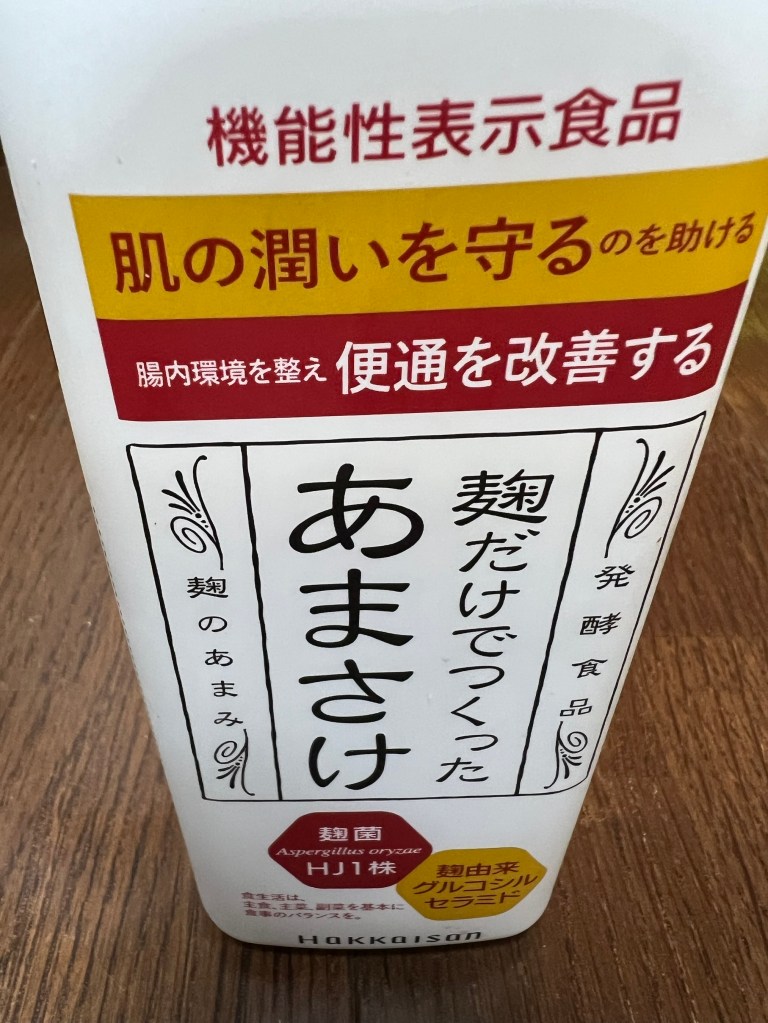 機能性表示食品
肌の潤いを守るのを助ける
腸内環境を整え 便通を改善する
発酵食品
麹だけでつくった
あまさけ
麹のあまみ
麹菌
Aspergillus oryzae
HJ1株
麹由来
グルコシル
セラミド
食生活は、
主食、主菜、副菜を基本に
食事のバランスを。
Hakkaisan